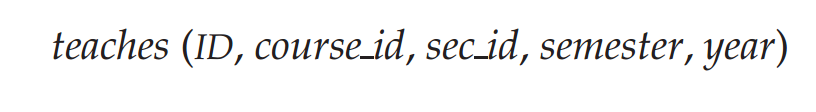 teaches (ID, course_id, sec_id, semester, year)